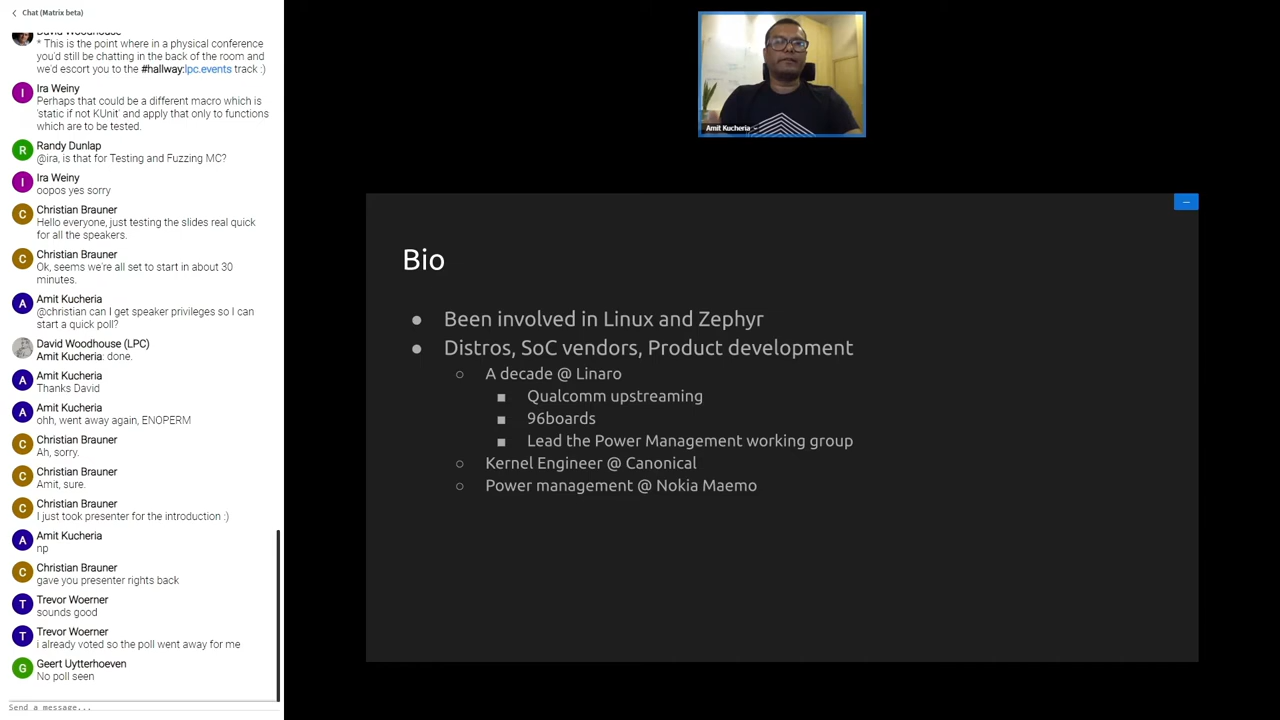 Chat (Matrix beta)
David Woodhouse
* This is the point where in a physical conference
you'd still be chatting in the back of the room and
we'd escort you to the #hallway:lpc.events track :)
I
Ira Weiny
Perhaps that could be a different macro which is
'static if not KUnit' and apply that only to functions
which are to be tested.
R
Randy Dunlap
@ira, is that for Testing and Fuzzing MC?
I
Ira Weiny
oopos yes sorry
C
Christian Brauner
Hello everyone, just testing the slides real quick
for all the speakers.
C
Christian Brauner
Ok, seems we're all set to start in about 30
minutes.
A
Amit Kucheria
@christian can I get speaker privileges so I can
start a quick poll?
David Woodhouse (LPC)
Amit Kucheria: done.
A
Amit Kucheria
Thanks David
A
Amit Kucheria
ohh, went away again, ENOPERM
C
Christian Brauner
Ah, sorry.
C
Christian Brauner
Amit, sure.
C
Christian Brauner
I just took presenter for the introduction :)
A
Amit Kucheria
np
C
Christian Brauner
gave you presenter rights back
T
Trevor Woerner
sounds good
T
Trevor Woerner
i already voted so the poll went away for me
G
Geert Uytterhoeven
No poll seen
Send a message...
Amit Kucheria
Bio
● Been involved in Linux and Zephyr
● Distros, SoC vendors, Product development
○ A decade @ Linaro
■ Qualcomm upstreaming
■ 96boards
■ Lead the Power Management working group
○ Kernel Engineer @ Canonical
○ Power management @ Nokia Maemo